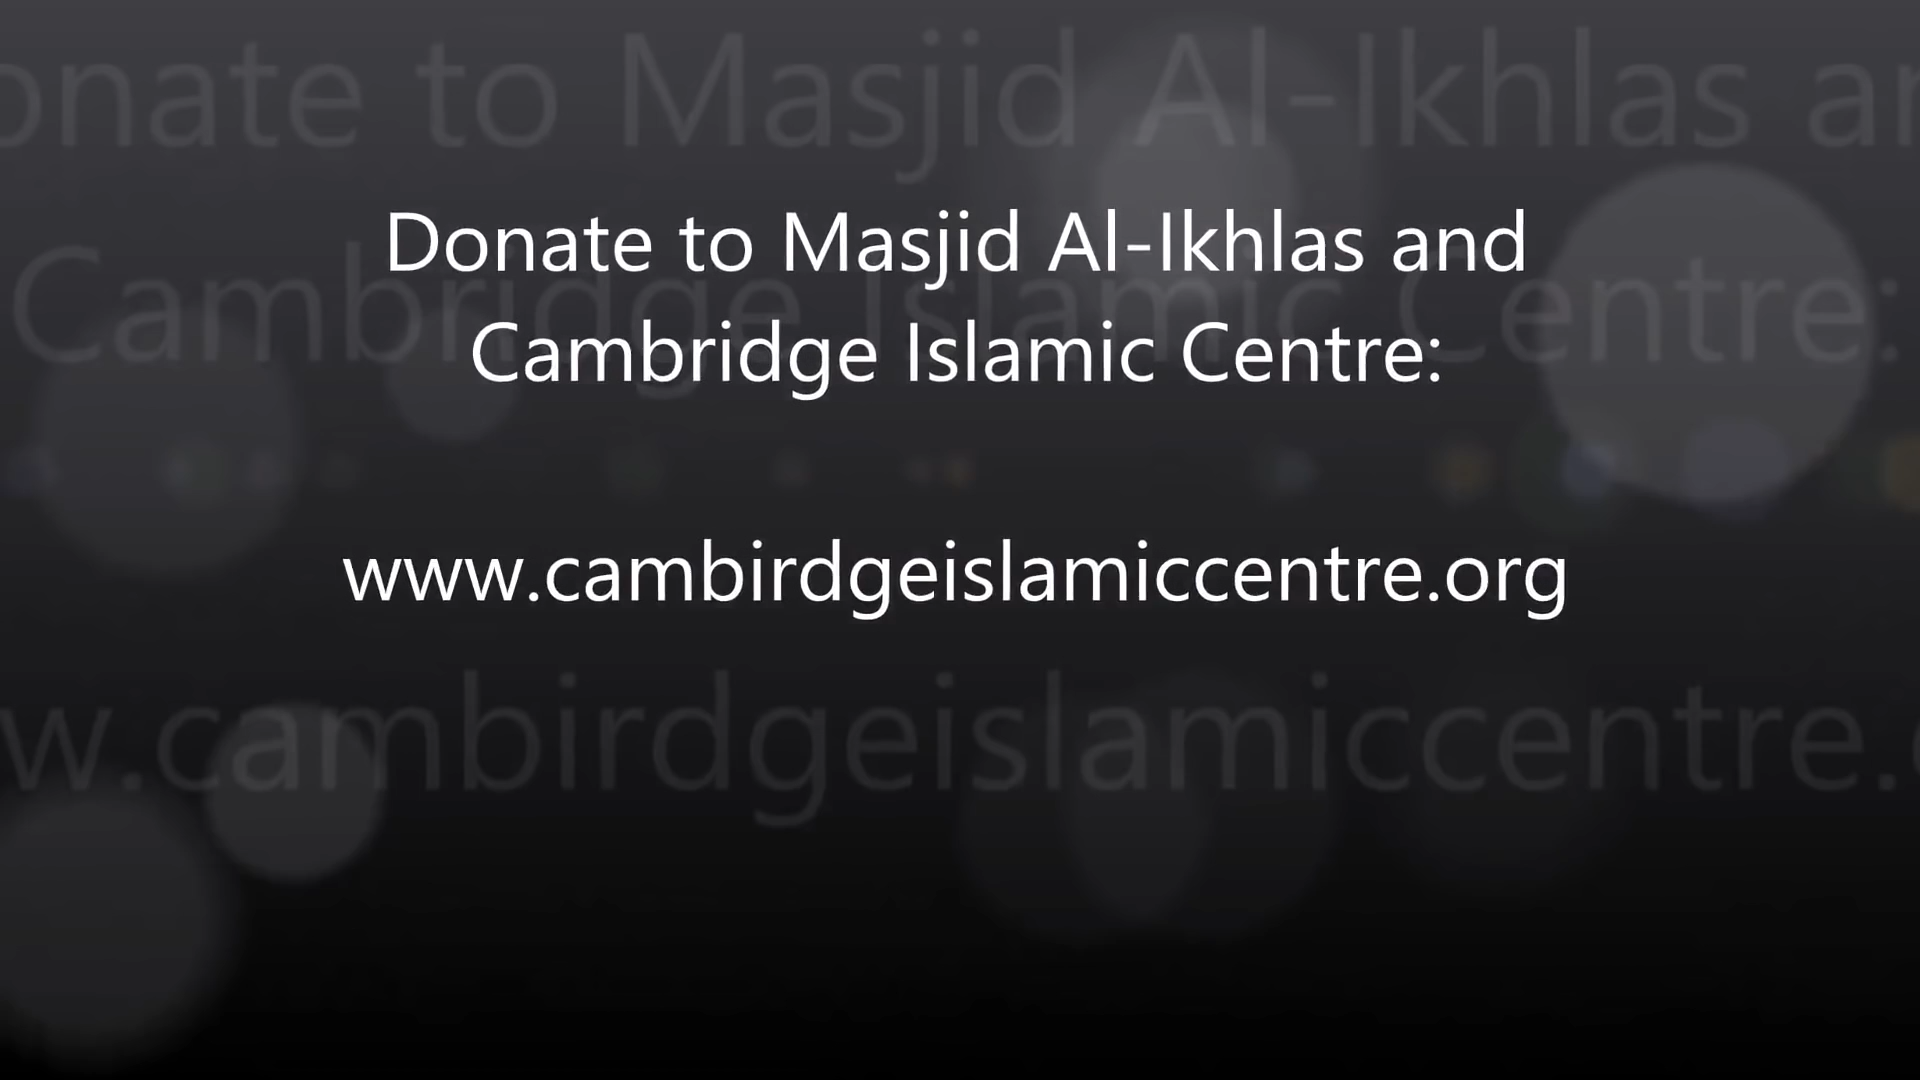 Donate to Masjid Al-Ikhlas and
Cambridge Islamic Centre:
www.cambirdgeislamiccentre.org